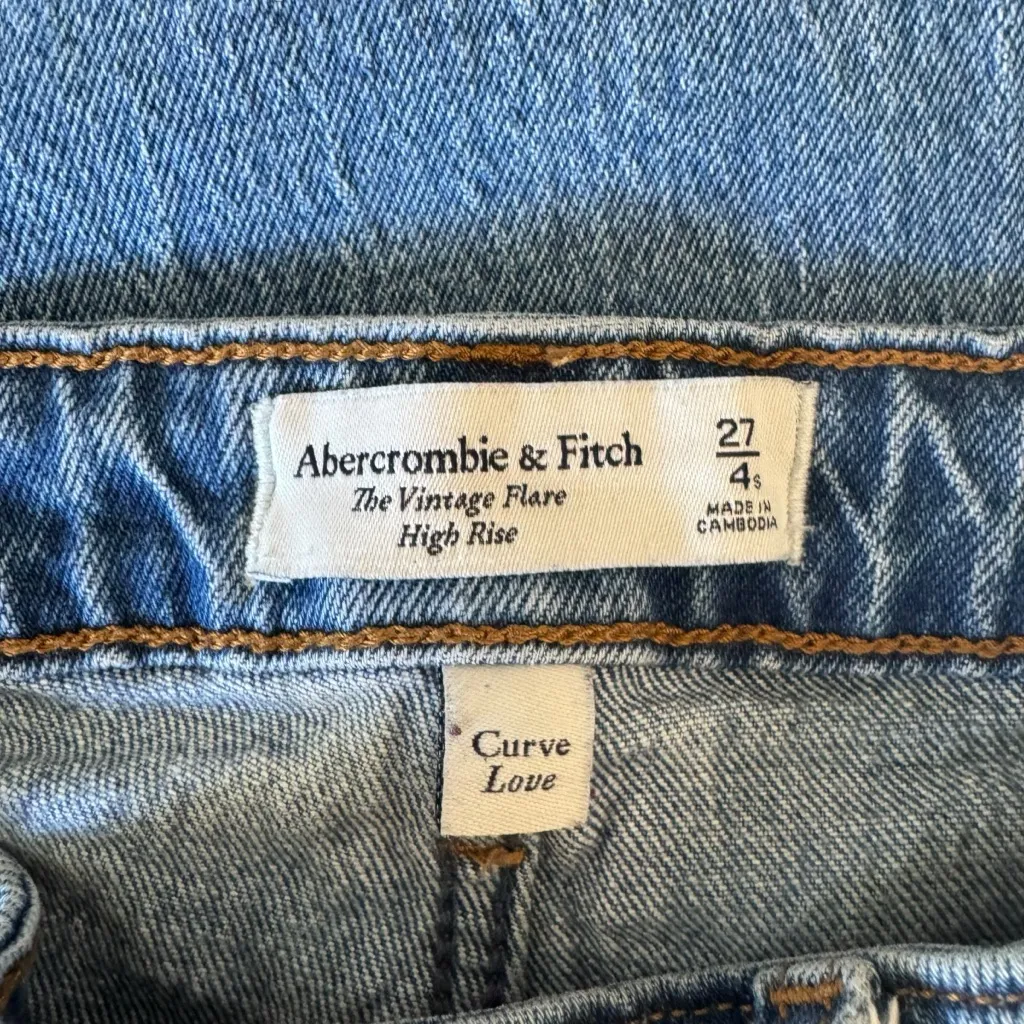 Abercrombie & Fitch
The Vintage Flare
High Rise
27
4S
MADE IN
CAMBODIA
Curve
Love